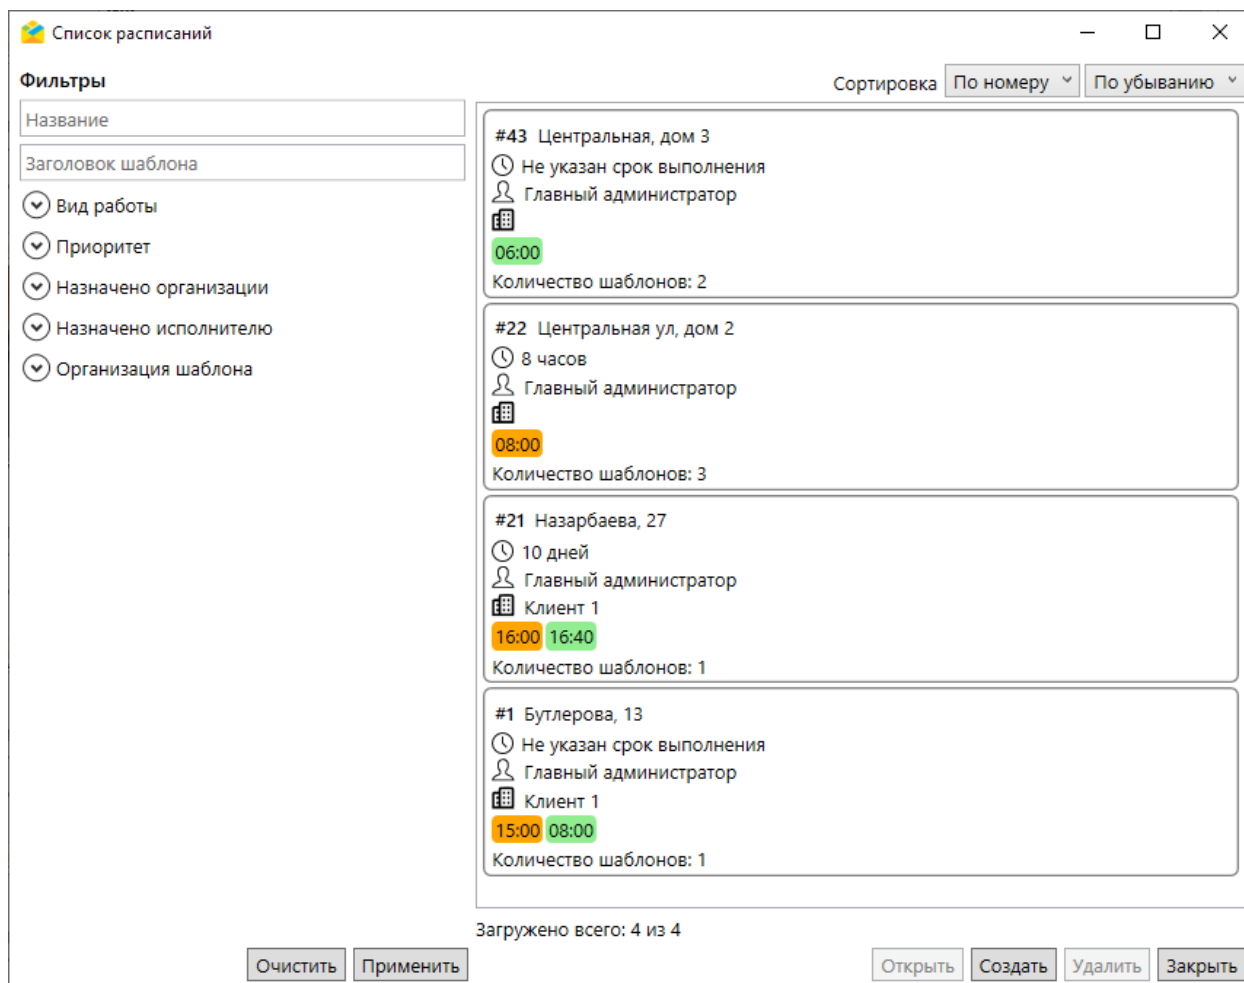 Список расписаний
Фильтры
Название
Заголовок шаблона
Вид работы
Приоритет
Назначено организации
Назначено исполнителю
Организация шаблона
Очистить Применить
Сортировка По номеру По убыванию
#43 Центральная, дом 3
Не указан срок выполнения
Главный администратор
06:00
Количество шаблонов: 2
#22 Центральная ул, дом 2
8 часов
Главный администратор
08:00
Количество шаблонов: 3
#21 Назарбаева, 27
10 дней
Главный администратор
Клиент 1
16:00 16:40
Количество шаблонов: 1
#1 Бутлерова, 13
Не указан срок выполнения
Главный администратор
Клиент 1
15:00 08:00
Количество шаблонов: 1
Загружено всего: 4 из 4
Открыть Создать Удалить Закрыть